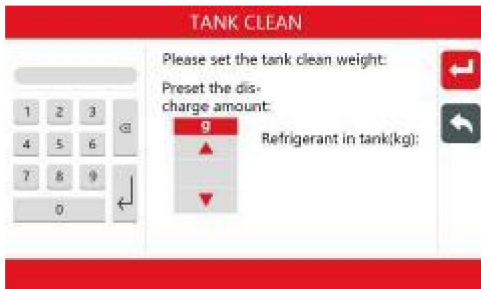 TANK CLEAN
Please set the tank clean weight:
Preset the dis-
charge amount:
g
Refrigerant in tank(kg):
1 2 3
4 5 6
7 8 9
0